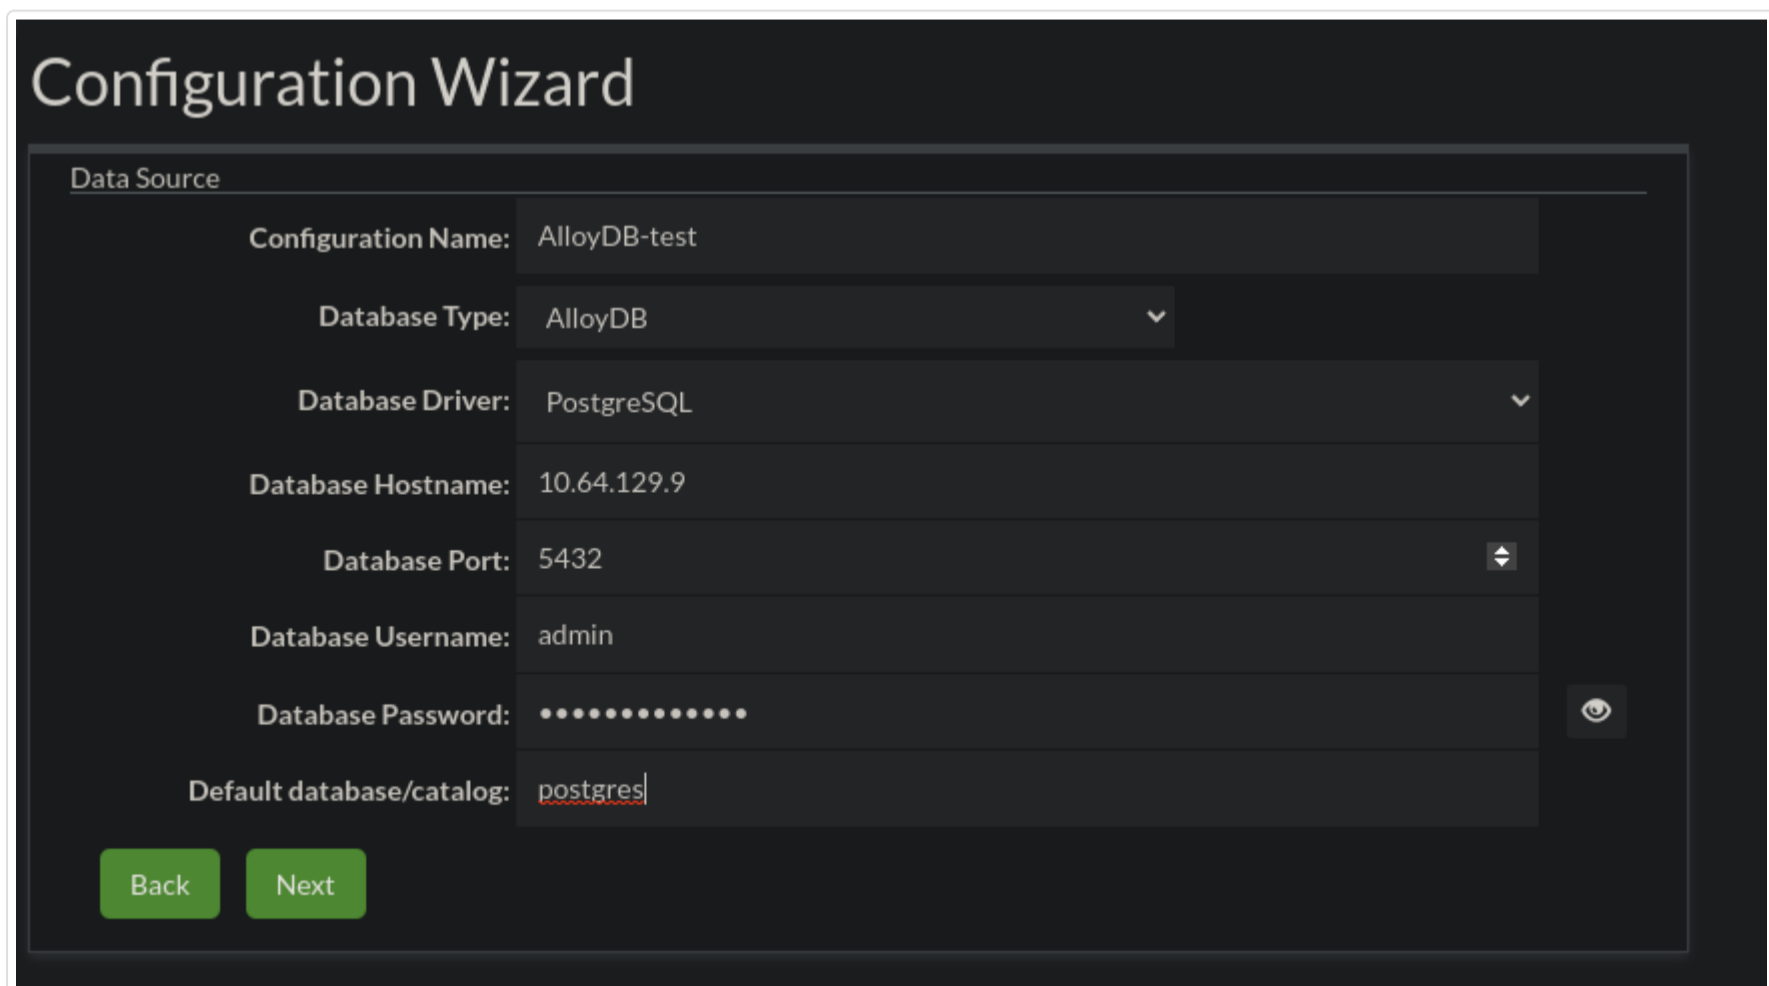 Configuration Wizard
Data Source
Configuration Name: AlloyDB-test
Database Type: AlloyDB
Database Driver: PostgreSQL
Database Hostname: 10.64.129.9
Database Port: 5432
Database Username: admin
Database Password: •••••••••••••
Default database/catalog: postgres
Back Next